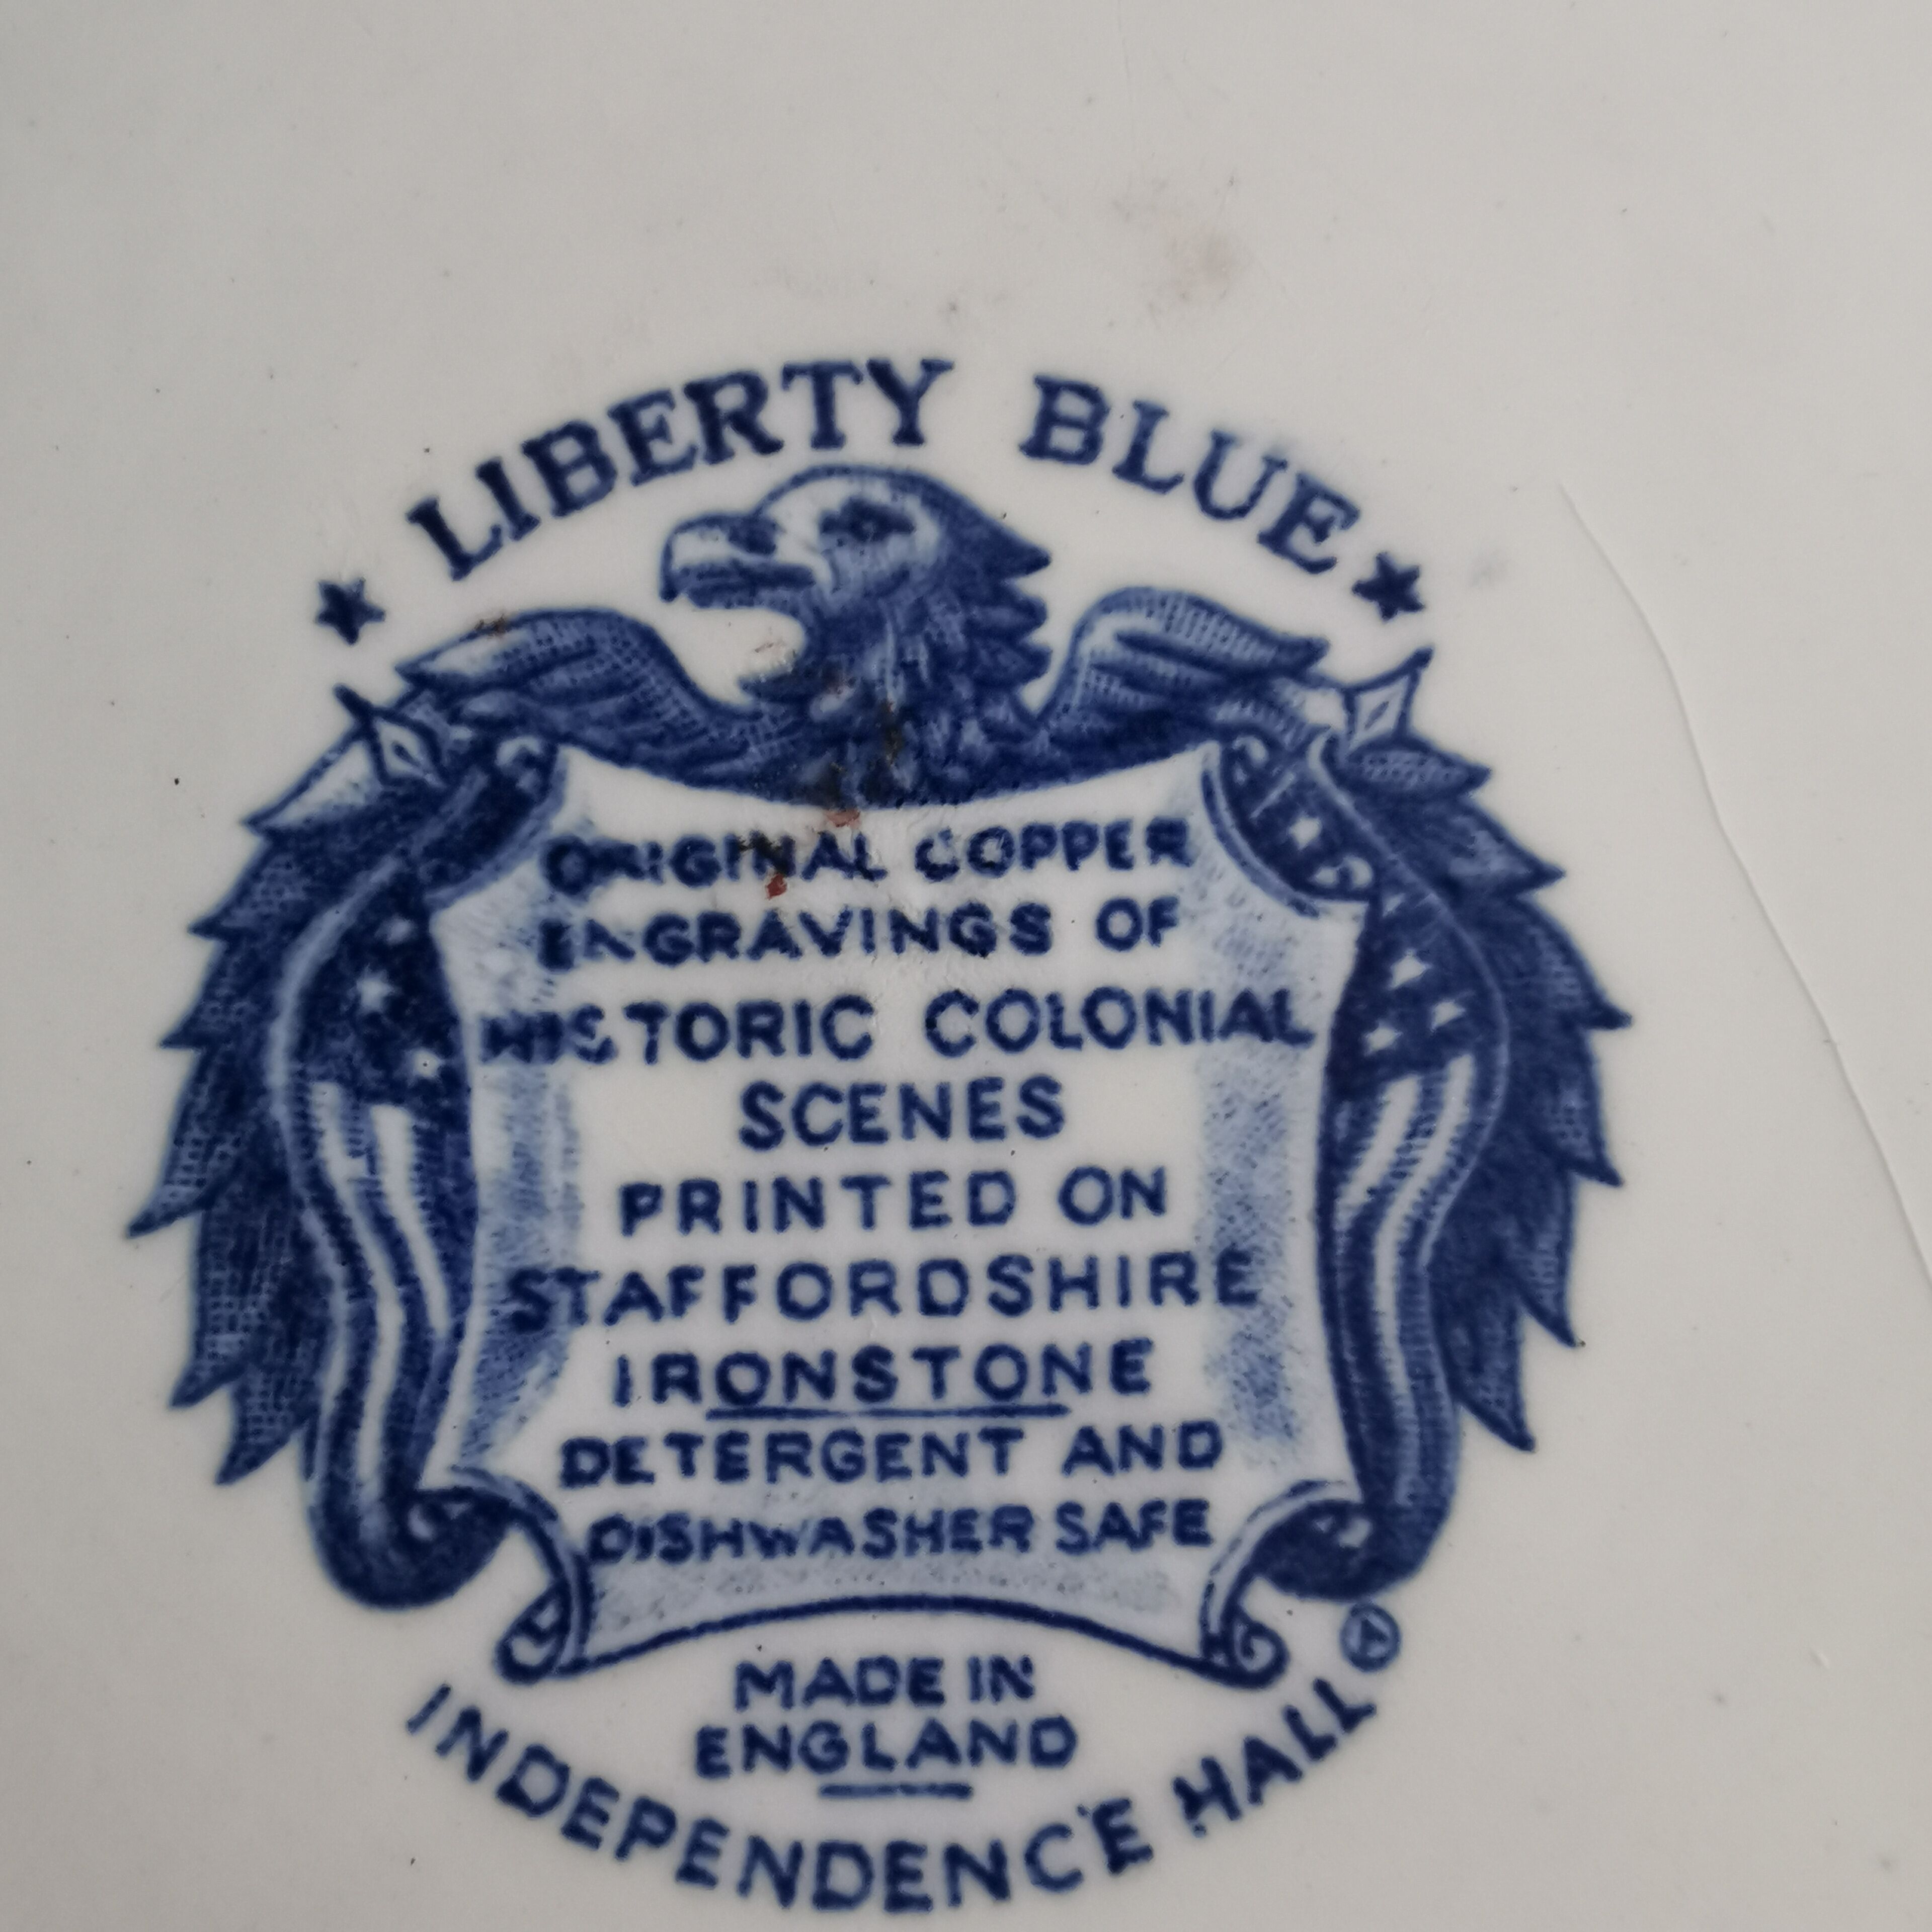 LIBERTY BLUE
ORIGINAL COPPER
ENGRAVINGS OF
HISTORIC COLONIAL
SCENES
PRINTED ON
STAFFORDSHIRE
IRONSTONE
DETERGENT AND
DISHWASHER SAFE
MADE IN
ENGLAND
INDEPENDENCE HALL